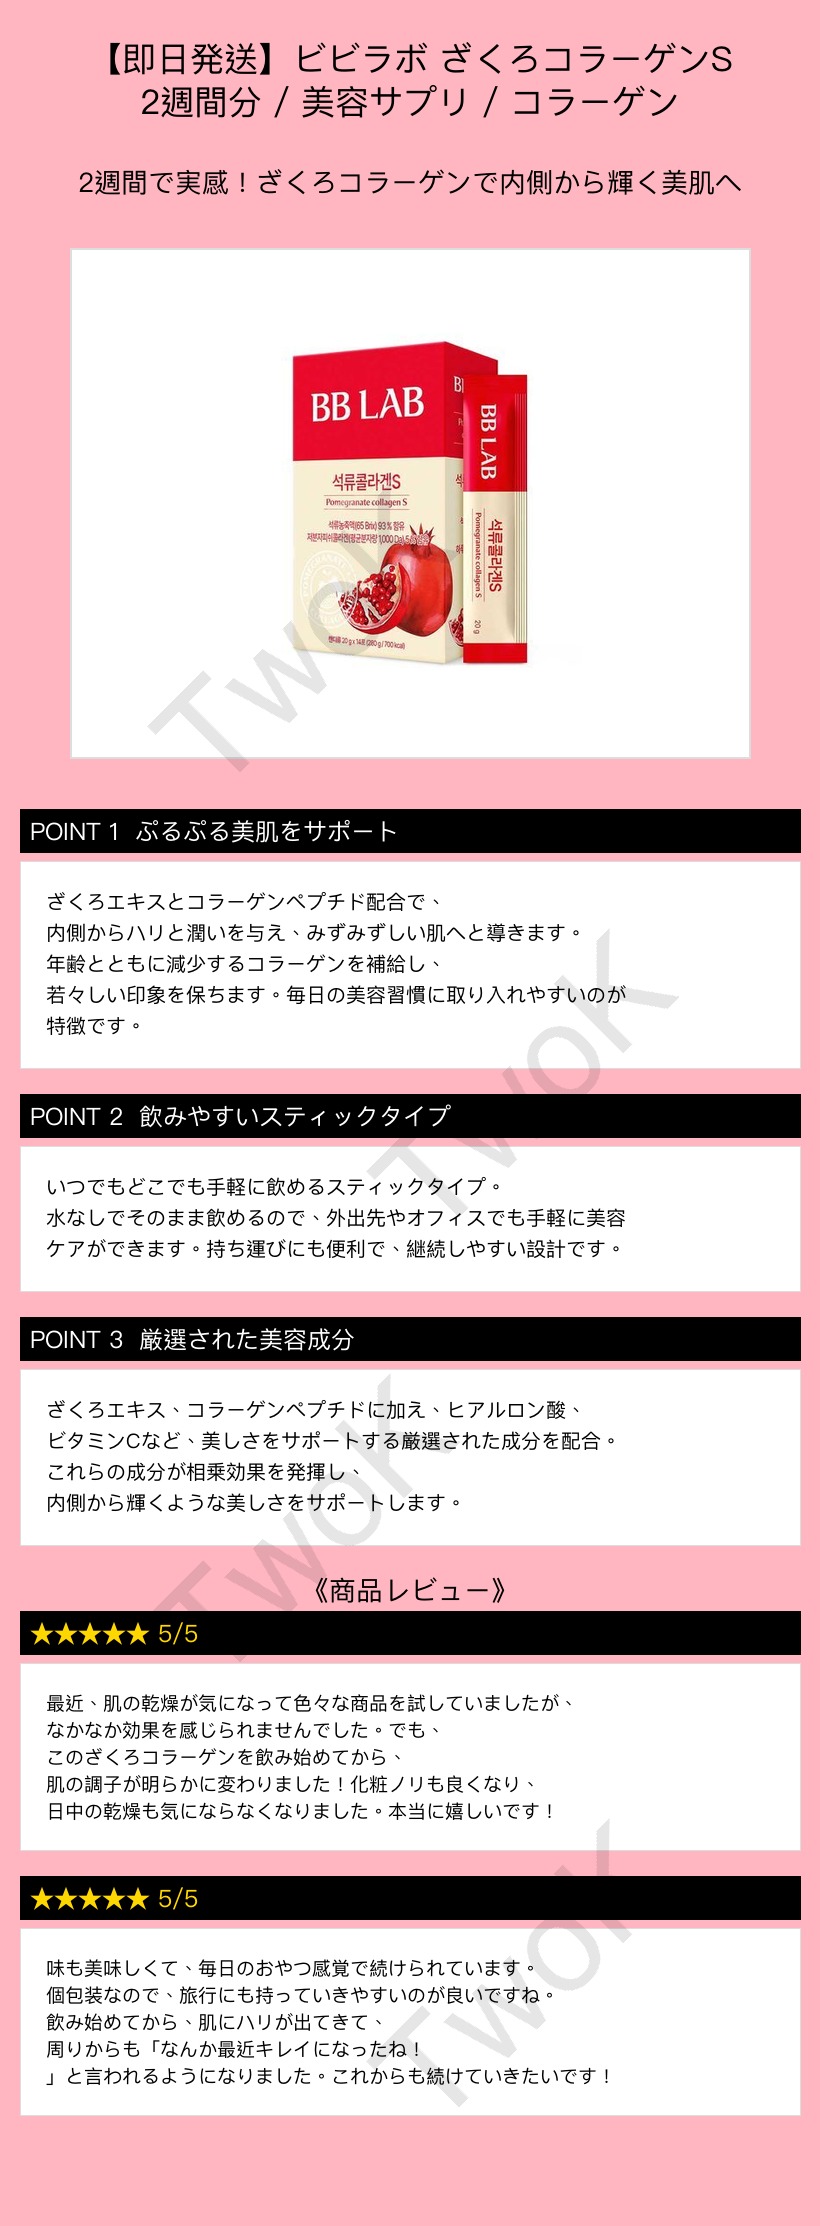 【即日発送】ビビラボ ざくろコラーゲンS
2週間分 / 美容サプリ / コラーゲン
2週間で実感！ざくろコラーゲンで内側から輝く美肌へ
BB LAB
석류콜라겐S
Pomegranate collagen S
석류농축액(65 Brix) 93 % 함유
저분자피쉬콜라겐(평균분자량 1,000 Da)
젤타류 20 g x 14포 (280 g / 700 kcal)
BB LAB
석류콜라겐S
Pomegranate collagen S
20 g
TwoK
POINT 1 ぷるぷる美肌をサポート
ざくろエキスとコラーゲンペプチド配合で、
内側からハリと潤いを与え、みずみずしい肌へと導きます。
年齢とともに減少するコラーゲンを補給し、
若々しい印象を保ちます。毎日の美容習慣に取り入れやすいのが
特徴です。
TwoK
POINT 2 飲みやすいスティックタイプ
いつでもどこでも手軽に飲めるスティックタイプ。
水なしでそのまま飲めるので、外出先やオフィスでも手軽に美容
ケアができます。持ち運びにも便利で、継続しやすい設計です。
POINT 3 厳選された美容成分
ざくろエキス、コラーゲンペプチドに加え、ヒアルロン酸、
ビタミンCなど、美しさをサポートする厳選された成分を配合。
これらの成分が相乗効果を発揮し、
内側から輝くような美しさをサポートします。
TwoK
《商品レビュー》
★★★★★ 5/5
最近、肌の乾燥が気になって色々な商品を試していましたが、
なかなか効果を感じられませんでした。でも、
このざくろコラーゲンを飲み始めてから、
肌の調子が明らかに変わりました！化粧ノリも良くなり、
日中の乾燥も気にならなくなりました。本当に嬉しいです！
★★★★★ 5/5
味も美味しくて、毎日のおやつ感覚で続けられています。
個包装なので、旅行にも持っていきやすいのが良いですね。
飲み始めてから、肌にハリが出てきて、
周りからも「なんか最近キレイになったね！
」と言われるようになりました。これからも続けていきたいです！
TwoK